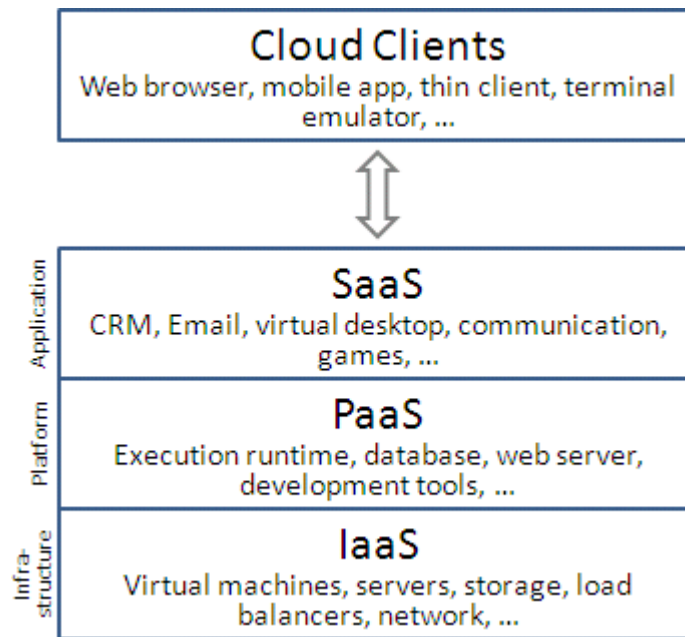 Cloud Clients
Web browser, mobile app, thin client, terminal
emulator, ...
Application
SaaS
CRM, Email, virtual desktop, communication,
games, ...
Platform
PaaS
Execution runtime, database, web server,
development tools, ...
Infra-
structure
IaaS
Virtual machines, servers, storage, load
balancers, network, ...